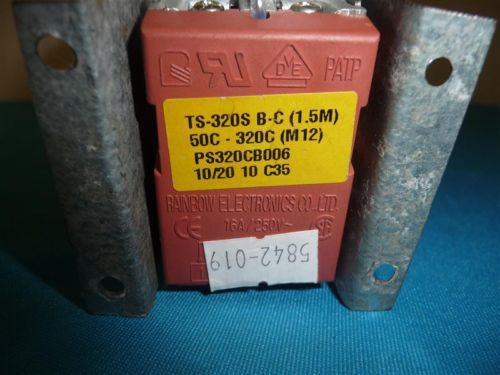 VDE PATP
TS-320S B-C (1.5M)
50C - 320C (M12)
PS320CB006
10/20 10 C35
RAINBOW ELECTRONICS CO.,LTD.
CE 16A/250V~
5842-019